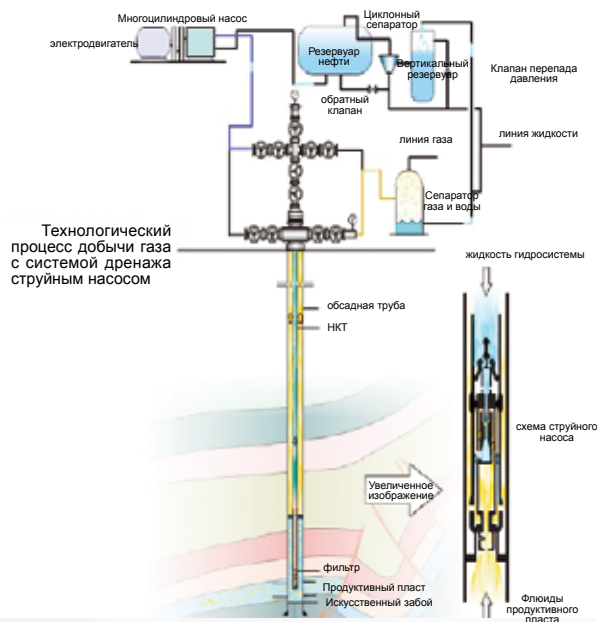 Многоцилиндровый насос
электродвигатель
Циклонный
сепаратор
Резервуар
нефти
Вертикальный
резервуар
Клапан перепада
давления
обратный
клапан
линия газа
линия жидкости
Сепаратор
газа и воды
Технологический
процесс добычи газа
с системой дренажа
струйным насосом
жидкость гидросистемы
обсадная труба
НКТ
схема струйного
насоса
Увеличенное
изображение
фильтр
Продуктивный пласт
Искусственный забой
Флюиды
продуктивного
пласта